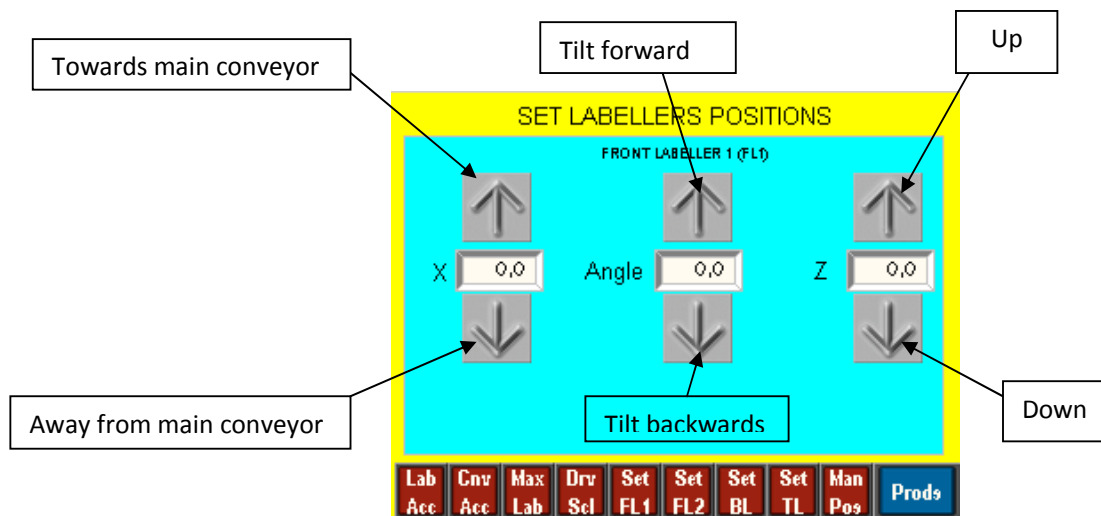 Towards main conveyor
Tilt forward
Up
SET LABELLERS POSITIONS
FRONT LABELLER 1 (FL1)
X 0,0
Angle 0,0
Z 0,0
Away from main conveyor
Tilt backwards
Down
Lab Acc
Cnv Acc
Max Lab
Drv Scl
Set FL1
Set FL2
Set BL
Set TL
Man Pos
Prods